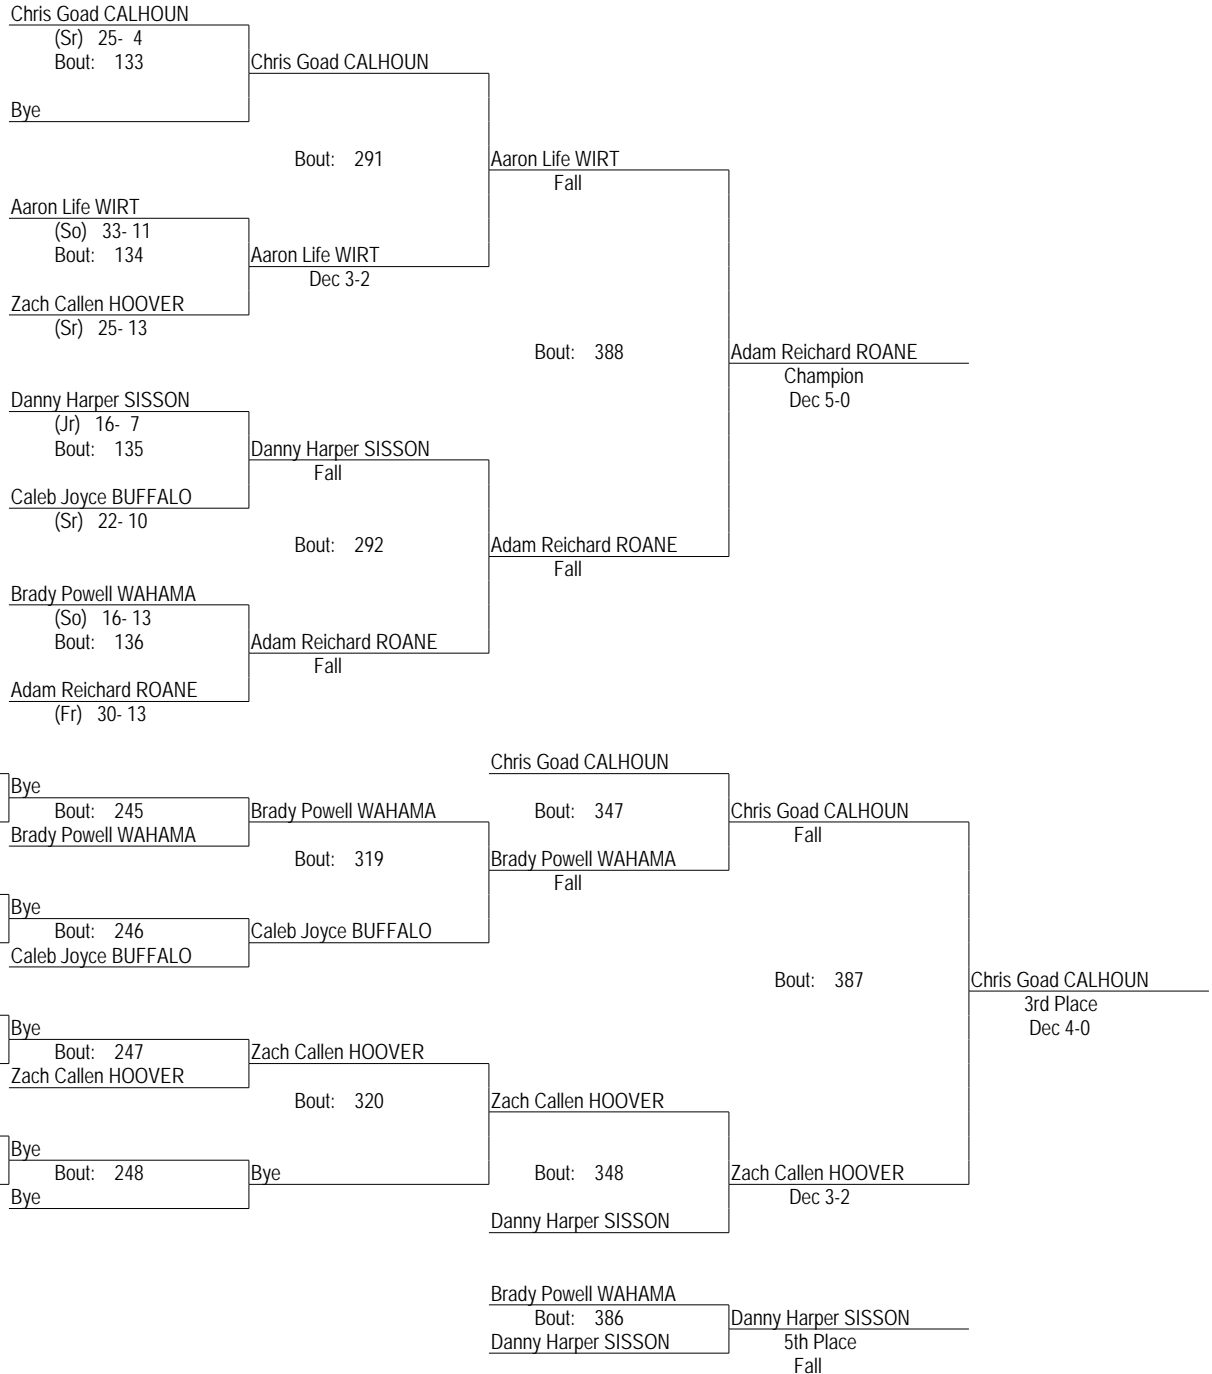 Chris Goad CALHOUN
(Sr) 25- 4
Bout: 133
Chris Goad CALHOUN
Bye
Bout: 291
Aaron Life WIRT
Fall
Aaron Life WIRT
(So) 33- 11
Bout: 134
Aaron Life WIRT
Dec 3-2
Zach Callen HOOVER
(Sr) 25- 13
Bout: 388
Adam Reichard ROANE
Champion
Dec 5-0
Danny Harper SISSON
(Jr) 16- 7
Bout: 135
Danny Harper SISSON
Fall
Caleb Joyce BUFFALO
(Sr) 22- 10
Bout: 292
Adam Reichard ROANE
Fall
Brady Powell WAHAMA
(So) 16- 13
Bout: 136
Adam Reichard ROANE
Fall
Adam Reichard ROANE
(Fr) 30- 13
Chris Goad CALHOUN
Bye
Bout: 245
Brady Powell WAHAMA
Bout: 347
Chris Goad CALHOUN
Fall
Brady Powell WAHAMA
Bout: 319
Brady Powell WAHAMA
Fall
Bye
Bout: 246
Caleb Joyce BUFFALO
Caleb Joyce BUFFALO
Bout: 387
Chris Goad CALHOUN
3rd Place
Dec 4-0
Bye
Bout: 247
Zach Callen HOOVER
Zach Callen HOOVER
Bout: 320
Zach Callen HOOVER
Bye
Bout: 248
Bye
Bout: 348
Zach Callen HOOVER
Dec 3-2
Bye
Danny Harper SISSON
Brady Powell WAHAMA
Bout: 386
Danny Harper SISSON
Danny Harper SISSON
5th Place
Fall